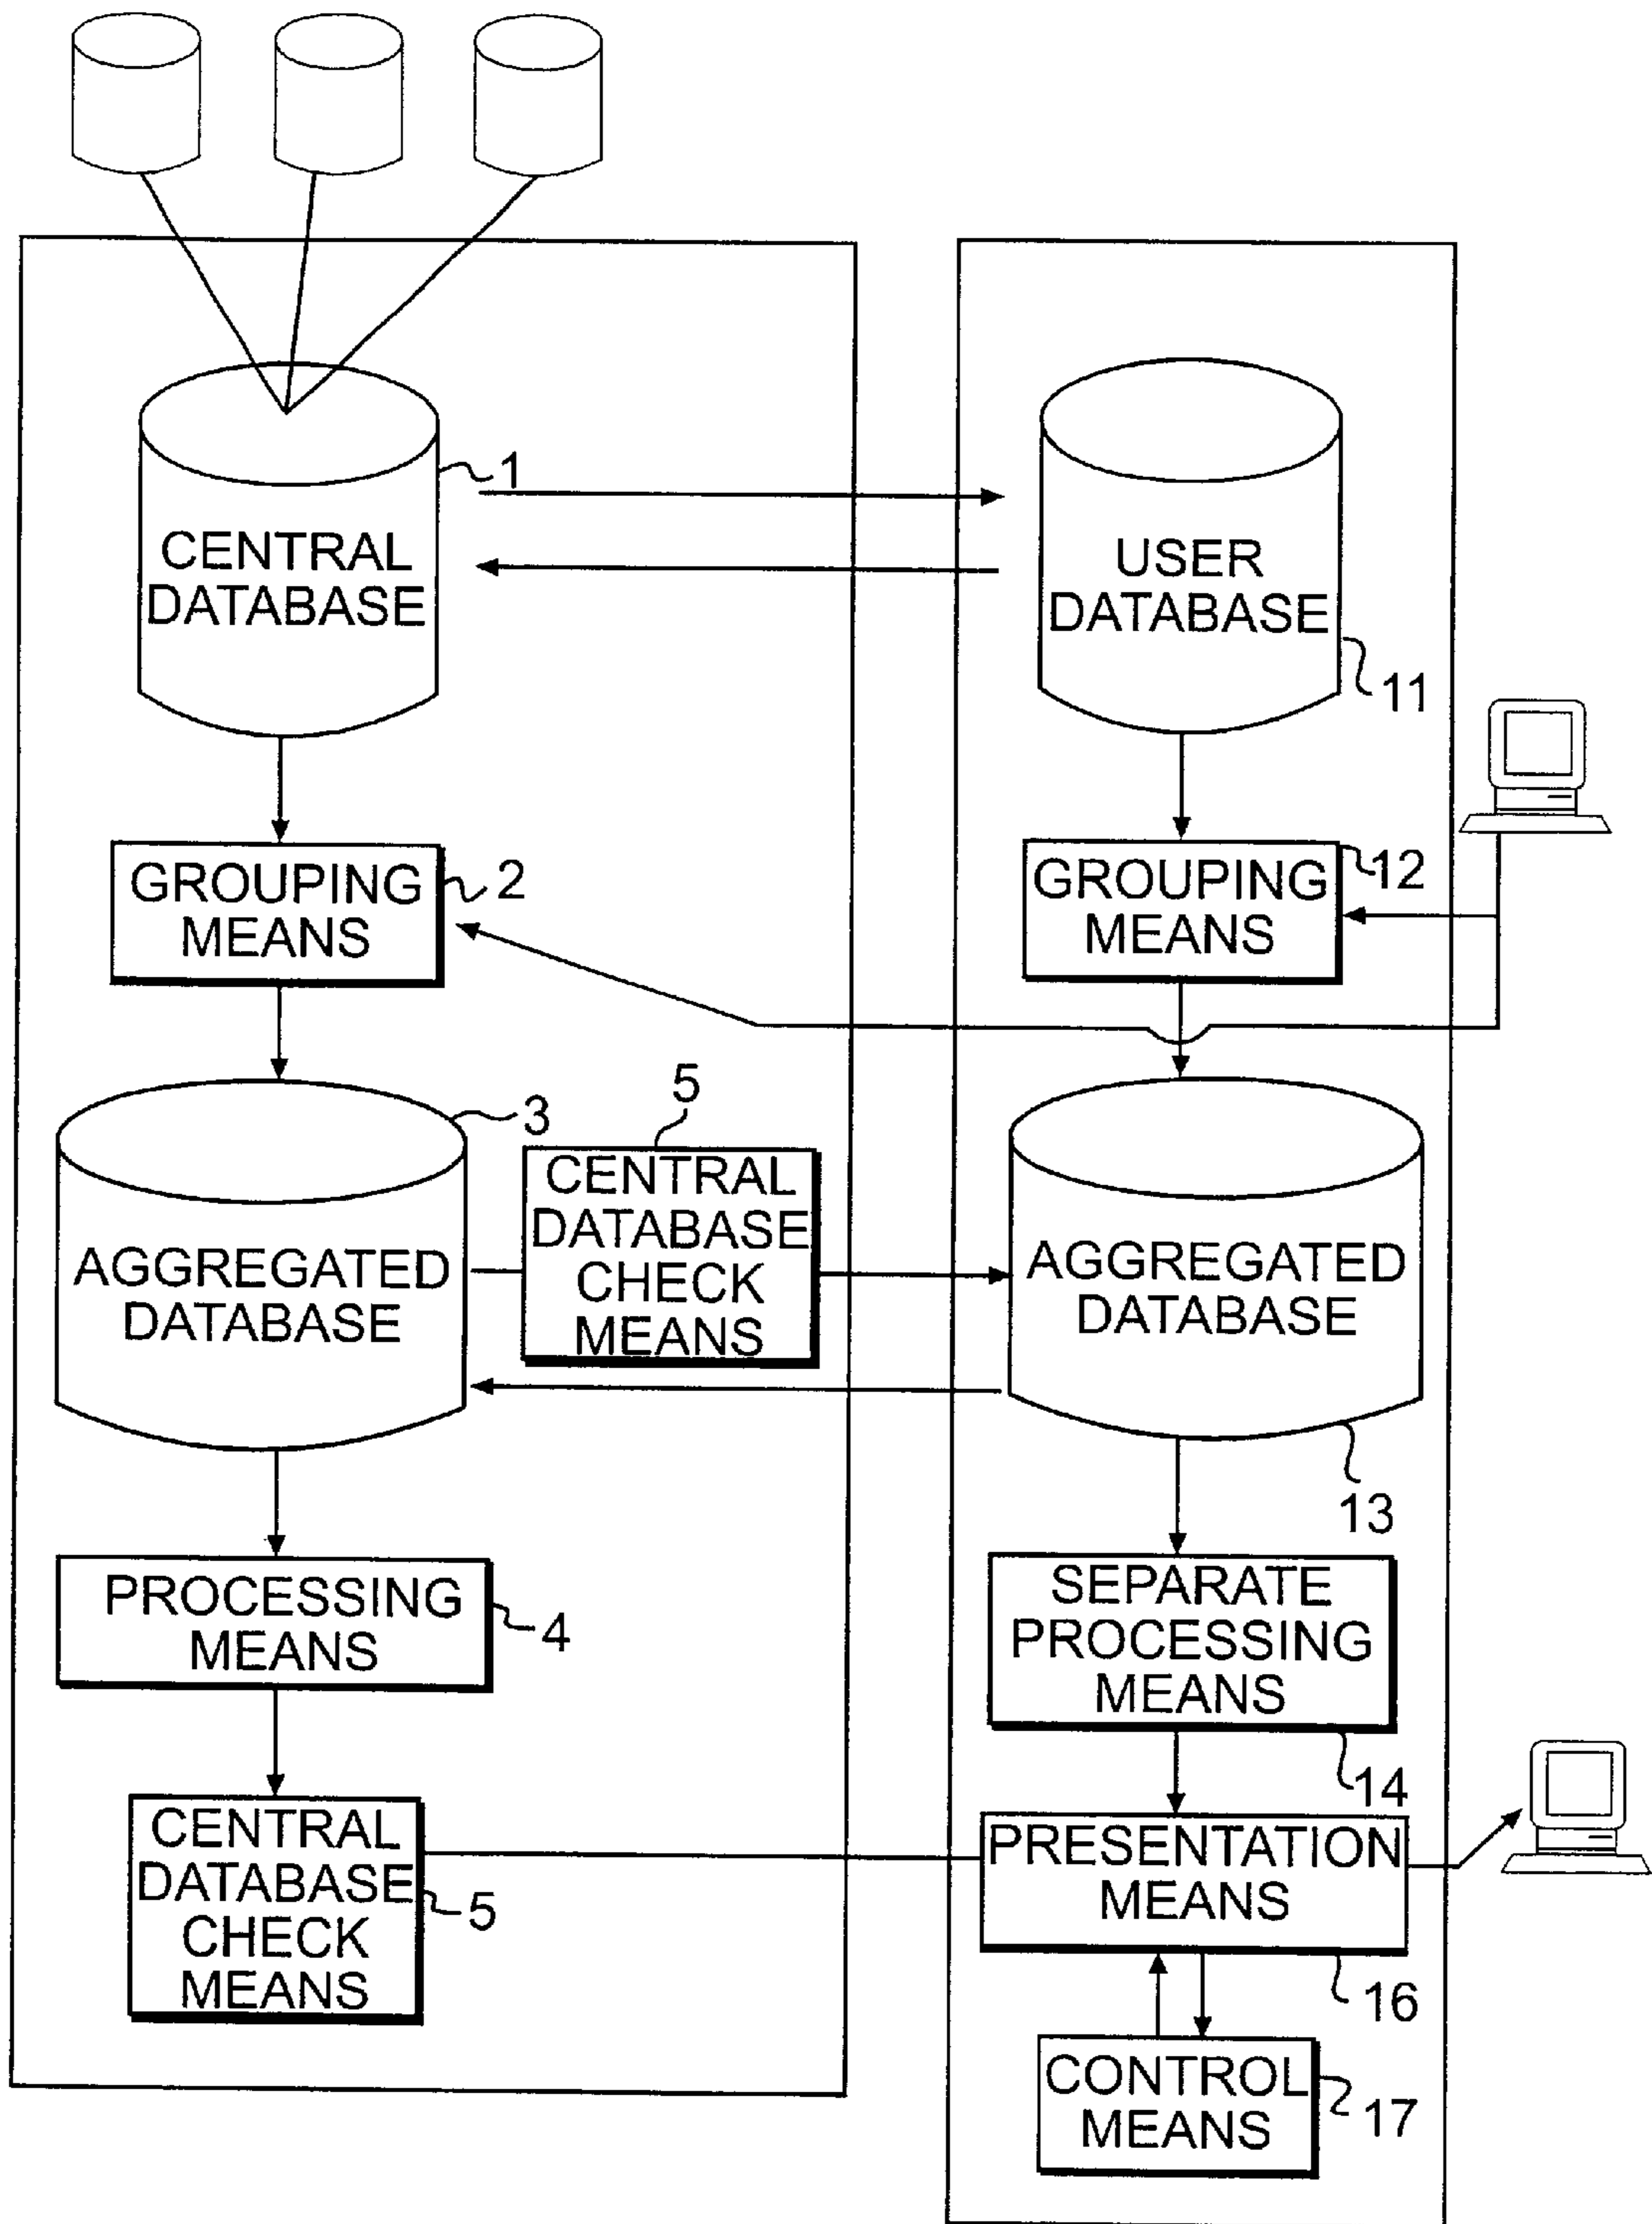 1
CENTRAL
DATABASE
USER
DATABASE
11
GROUPING
MEANS
2
GROUPING
MEANS
12
3
AGGREGATED
DATABASE
5
CENTRAL
DATABASE
CHECK
MEANS
AGGREGATED
DATABASE
13
PROCESSING
MEANS
4
SEPARATE
PROCESSING
MEANS
14
CENTRAL
DATABASE
CHECK
MEANS
5
PRESENTATION
MEANS
16
CONTROL
MEANS
17